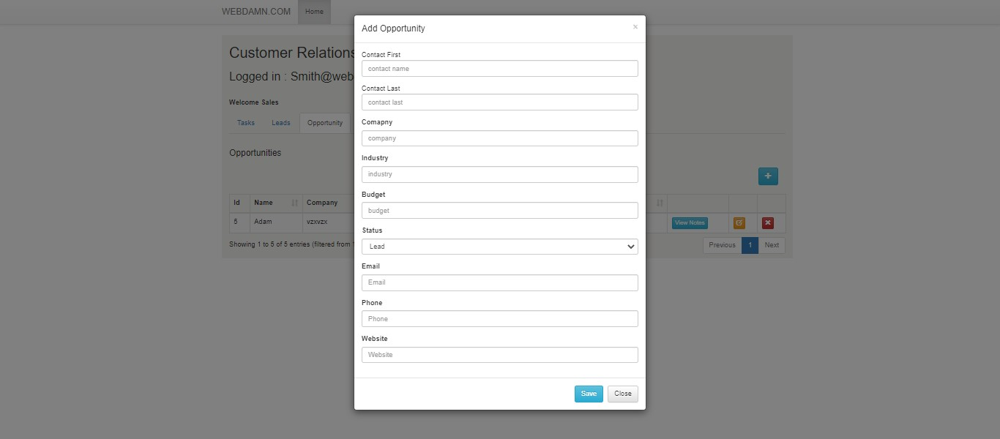 WEBDAMN.COM Home
Add Opportunity ×
Customer Relations
Logged in : Smith@web
Welcome Sales
Tasks Leads Opportunity
Opportunities
Id Name Company
5 Adam vzxvzx View Notes
Showing 1 to 5 of 5 entries (filtered from
Previous 1 Next
Contact First
contact name
Contact Last
contact last
Comapny
company
Industry
industry
Budget
budget
Status
Lead
Email
Email
Phone
Phone
Website
Website
Save Close